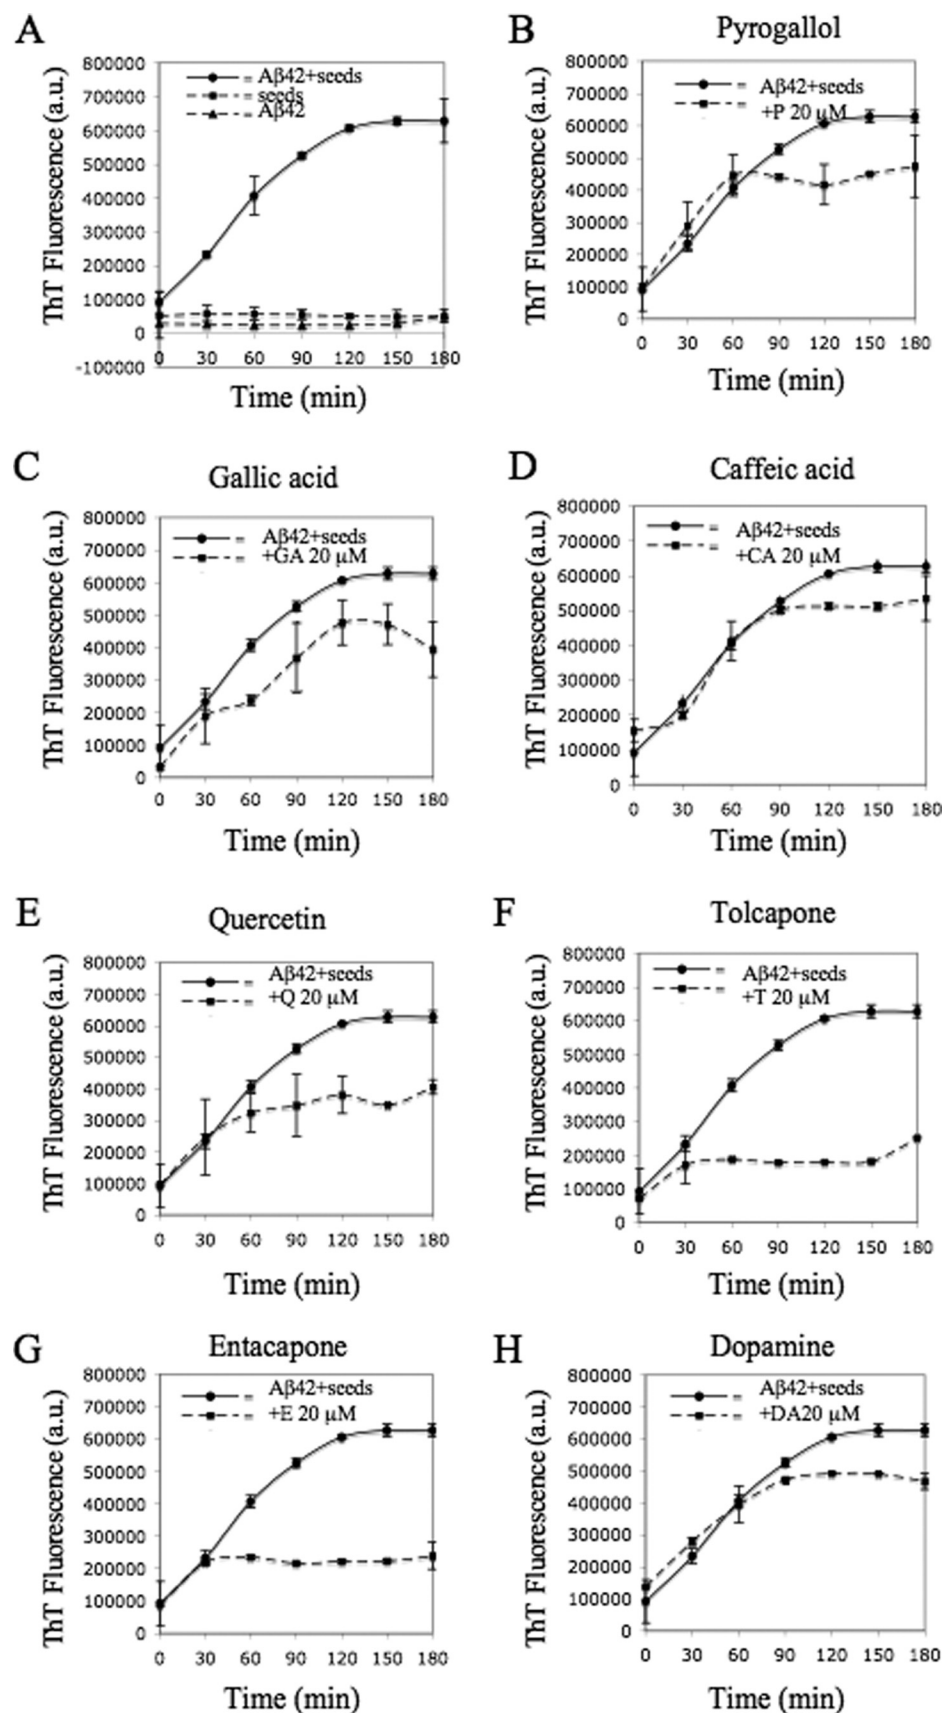 A
800000
700000
600000
500000
400000
300000
200000
100000
0
-100000
ThT Fluorescence (a.u.)
= Aβ42+seeds
= seeds
= Aβ42
0 30 60 90 120 150 180
Time (min)
B
Pyrogallol
800000
700000
600000
500000
400000
300000
200000
100000
0
ThT Fluorescence (a.u.)
= Aβ42+seeds
= +P 20 µM
0 30 60 90 120 150 180
Time (min)
C
Gallic acid
800000
700000
600000
500000
400000
300000
200000
100000
0
ThT Fluorescence (a.u.)
= Aβ42+seeds
= +GA 20 µM
0 30 60 90 120 150 180
Time (min)
D
Caffeic acid
800000
700000
600000
500000
400000
300000
200000
100000
0
ThT Fluorescence (a.u.)
= Aβ42+seeds
= +CA 20 µM
0 30 60 90 120 150 180
Time (min)
E
Quercetin
800000
700000
600000
500000
400000
300000
200000
100000
0
ThT Fluorescence (a.u.)
= Aβ42+seeds
= +Q 20 µM
0 30 60 90 120 150 180
Time (min)
F
Tolcapone
800000
700000
600000
500000
400000
300000
200000
100000
0
ThT Fluorescence (a.u.)
= Aβ42+seeds
= +T 20 µM
0 30 60 90 120 150 180
Time (min)
G
Entacapone
800000
700000
600000
500000
400000
300000
200000
100000
0
ThT Fluorescence (a.u.)
= Aβ42+seeds
= +E 20 µM
0 30 60 90 120 150 180
Time (min)
H
Dopamine
800000
700000
600000
500000
400000
300000
200000
100000
0
ThT Fluorescence (a.u.)
= Aβ42+seeds
= +DA20 µM
0 30 60 90 120 150 180
Time (min)